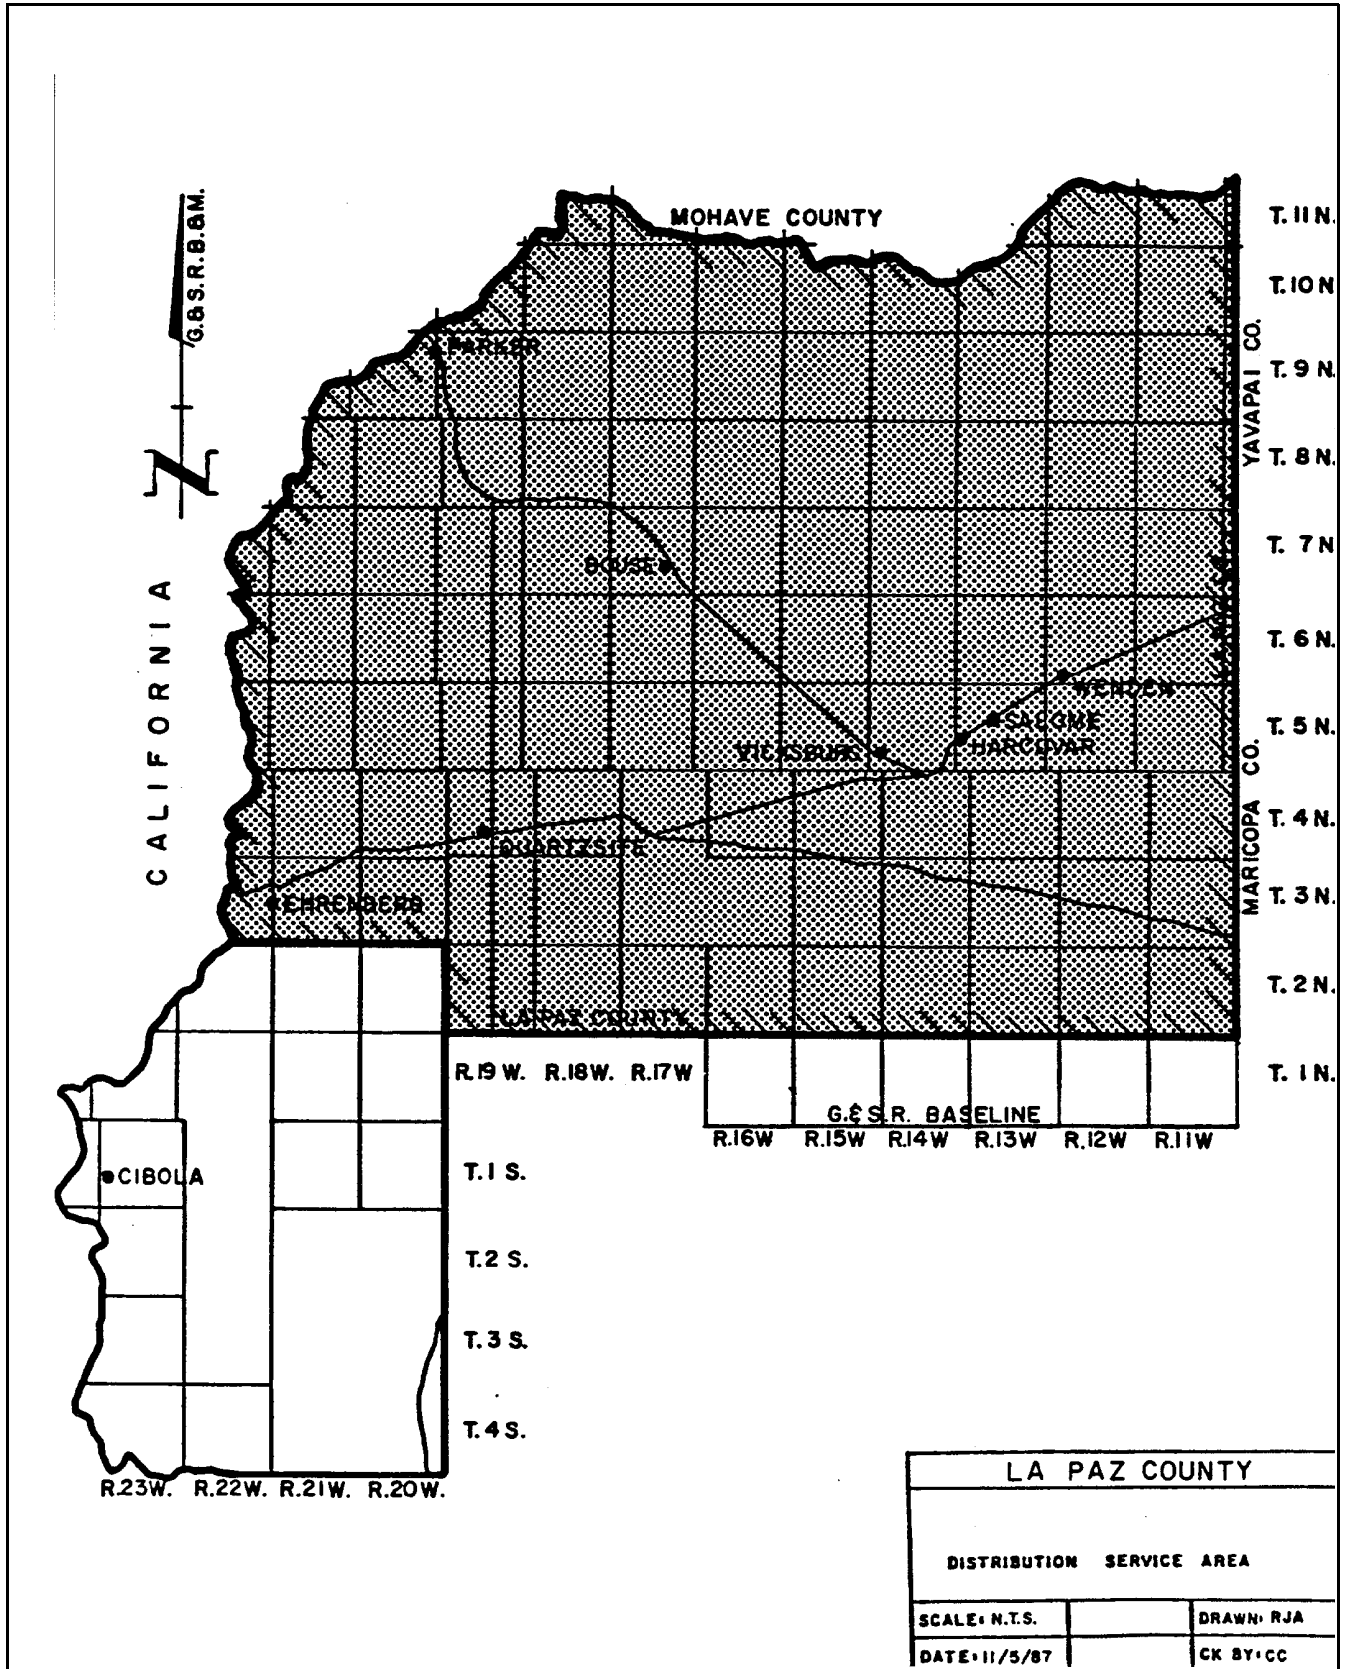 MOHAVE COUNTY
T. 11 N.
G.& S.R.B.&M.
T. 10 N
YAVAPAI CO.
PARKER
T. 9 N.
T. 8 N.
T. 7 N
BOUSE
CALIFORNIA
T. 6 N.
WENDEN
SALOME
T. 5 N.
VICKSBURG
HARCUVAR
MARICOPA CO.
T. 4 N.
QUARTZSITE
T. 3 N.
EHRENBERG
T. 2 N.
LA PAZ COUNTY
R.19 W. R.18W. R.17W
T. 1 N.
G.& S.R. BASELINE
R.16W R.15W R.14W R.13W R.12W R.11W
CIBOLA
T.1 S.
T.2 S.
T.3 S.
T.4 S.
R.23W. R.22W. R.21W. R.20W.
LA PAZ COUNTY
DISTRIBUTION SERVICE AREA
SCALE: N.T.S. DRAWN: RJA
DATE: 11/5/87 CK BY: CC